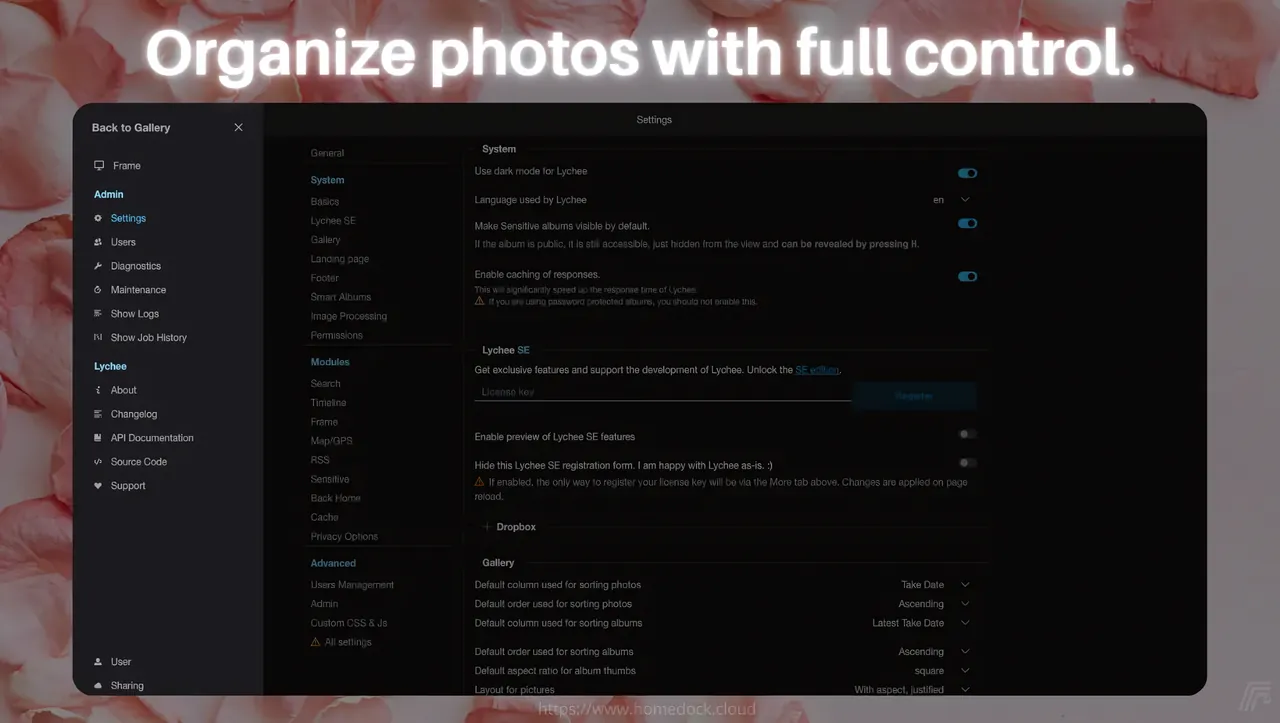 Organize photos with full control.
Back to Gallery
Frame
Admin
Settings
Users
Diagnostics
Maintenance
Show Logs
Show Job History
Lychee
About
Changelog
API Documentation
Source Code
Support
User
Sharing
Settings
General
System
Basics
Lychee SE
Gallery
Landing page
Footer
Smart Albums
Image Processing
Permissions
Modules
Search
Timeline
Frame
Map/GPS
RSS
Sensitive
Back Home
Cache
Privacy Options
Advanced
Users Management
Admin
Custom CSS & Js
All settings
System
Use dark mode for Lychee
Language used by Lychee en
Make Sensitive albums visible by default.
If the album is public, it is still accessible, just hidden from the view and can be revealed by pressing H.
Enable caching of responses.
This will significantly speed up the response time of Lychee.
If you are using password protected albums, you should not enable this.
Lychee SE
Get exclusive features and support the development of Lychee. Unlock the SE edition.
License key Register
Enable preview of Lychee SE features
Hide this Lychee SE registration form. I am happy with Lychee as-is. :)
If enabled, the only way to register your license key will be via the More tab above. Changes are applied on page
reload.
Dropbox
Gallery
Default column used for sorting photos Take Date
Default order used for sorting photos Ascending
Default column used for sorting albums Latest Take Date
Default order used for sorting albums Ascending
Default aspect ratio for album thumbs square
Layout for pictures With aspect, justified
https://www.homedock.cloud